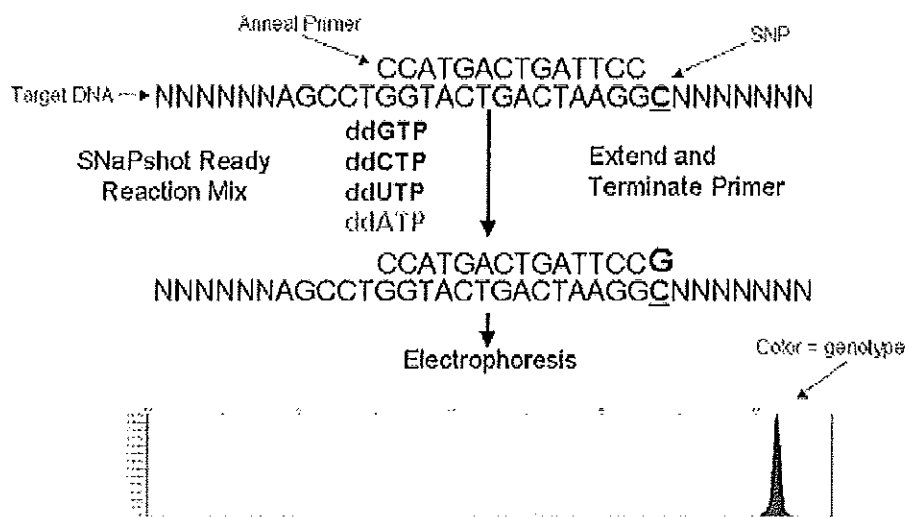 Anneal Primer
SNP
CCATGACTGATTCC
Target DNA
NNNNNNAGCCTGGTACTGACTAAGGCNNNNNNN
ddGTP
SNaPshot Ready
Reaction Mix
ddCTP
ddUTP
ddATP
Extend and
Terminate Primer
CCATGACTGATTCCG
NNNNNNAGCCTGGTACTGACTAAGGCNNNNNNN
Electrophoresis
Color = genotype